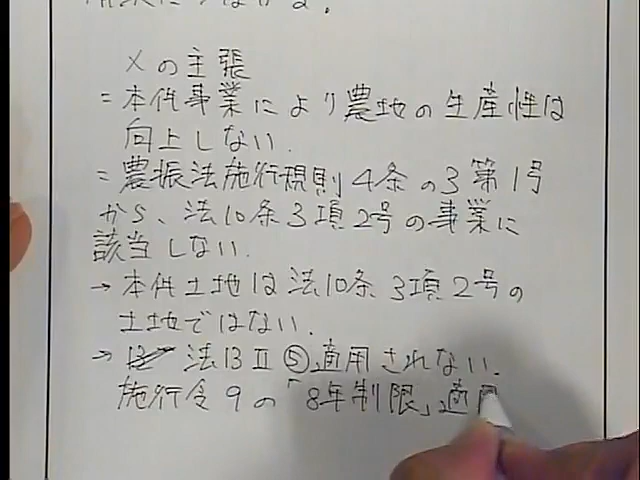 Xの主張
=本件事業により農地の生産性は
向上しない.
=農振法施行規則4条の3第1号
から、法10条3項2号の事業に
該当しない.
→本件土地は法10条3項2号の
土地ではない.
→法13Ⅱ⑤適用されない.
施行令9の「8年制限」適用